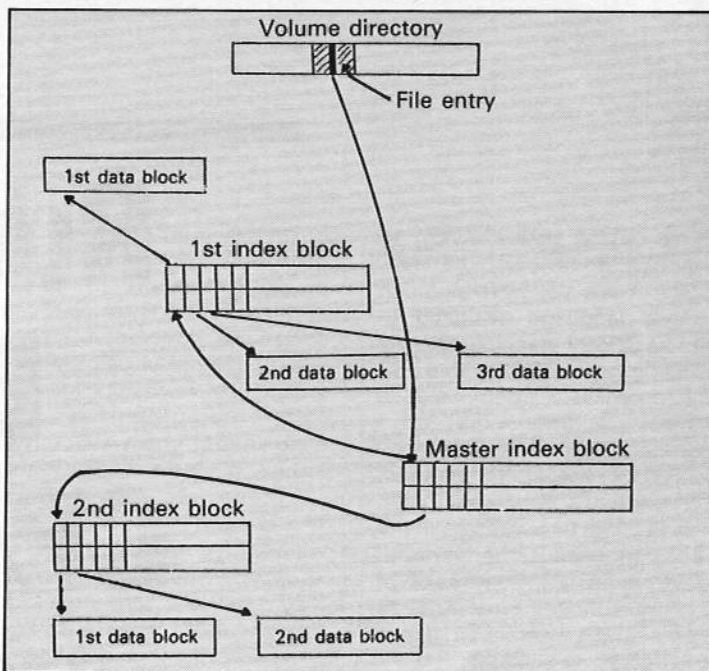 Volume directory
File entry
1st data block
1st index block
2nd data block
3rd data block
Master index block
2nd index block
1st data block
2nd data block